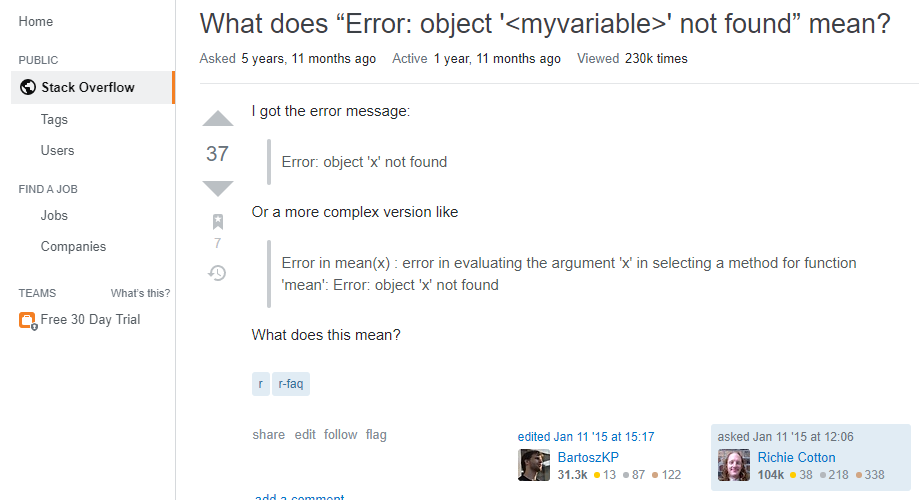 Home
What does “Error: object '<myvariable>' not found” mean?
Asked 5 years, 11 months ago Active 1 year, 11 months ago Viewed 230k times
PUBLIC
Stack Overflow
Tags
Users
FIND A JOB
Jobs
Companies
TEAMS What's this?
Free 30 Day Trial
I got the error message:
37
Error: object 'x' not found
Or a more complex version like
7
Error in mean(x) : error in evaluating the argument 'x' in selecting a method for function
'mean': Error: object 'x' not found
What does this mean?
r r-faq
share edit follow flag
edited Jan 11 '15 at 15:17
BartoszKP
31.3k 13 87 122
asked Jan 11 '15 at 12:06
Richie Cotton
104k 38 218 338
add a comment